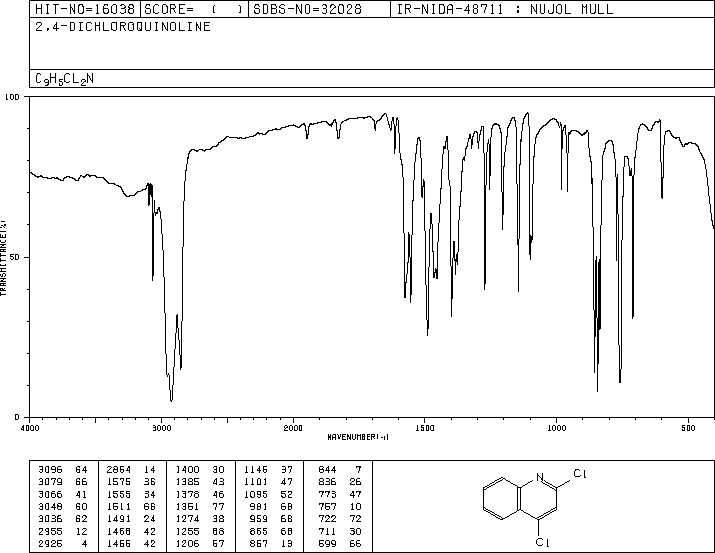 HIT-NO=16038 SCORE= ( ) SDBS-NO=32028 IR-NIDA-48711 : NUJOL MULL
2,4-DICHLOROQUINOLINE
C9H5CL2N
100
50
0
TRANSMITTANCE(%)
4000 3000 2000 1500 1000 500
WAVENUMBER(-1)
3096 64 2854 14 1400 30 1146 37 844 7
3079 66 1575 36 1385 43 1101 47 836 26
3066 41 1555 34 1378 46 1095 52 773 47
3048 60 1511 66 1351 77 981 68 757 10
3036 62 1491 24 1274 38 959 68 722 72
2955 12 1468 42 1255 68 865 68 711 30
2925 4 1456 42 1206 57 857 13 599 66
N Cl
Cl